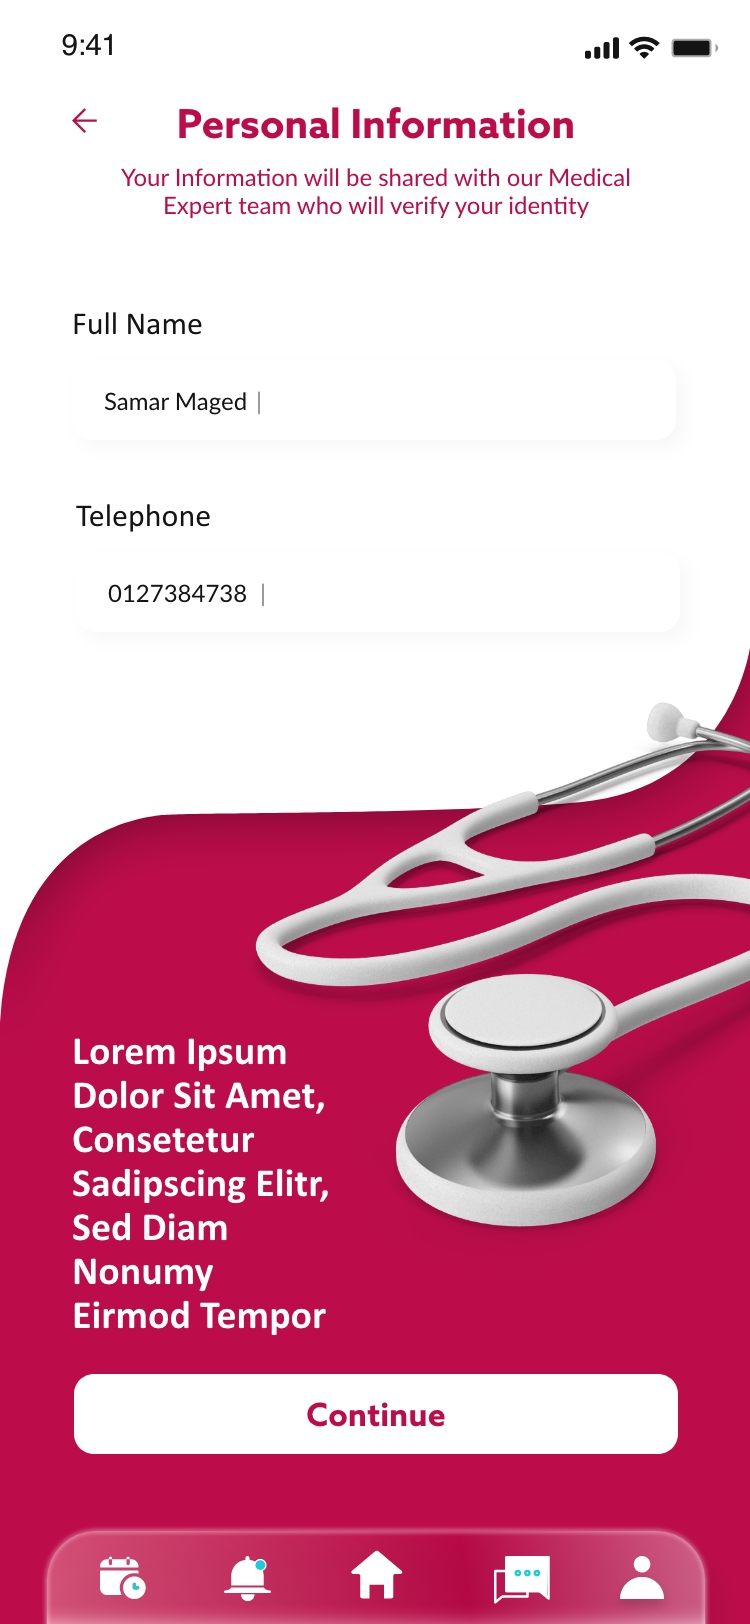 9:41
Personal Information
Your Information will be shared with our Medical
Expert team who will verify your identity
Full Name
Samar Maged
Telephone
0127384738
Lorem Ipsum
Dolor Sit Amet,
Consetetur
Sadipscing Elitr,
Sed Diam
Nonumy
Eirmod Tempor
Continue